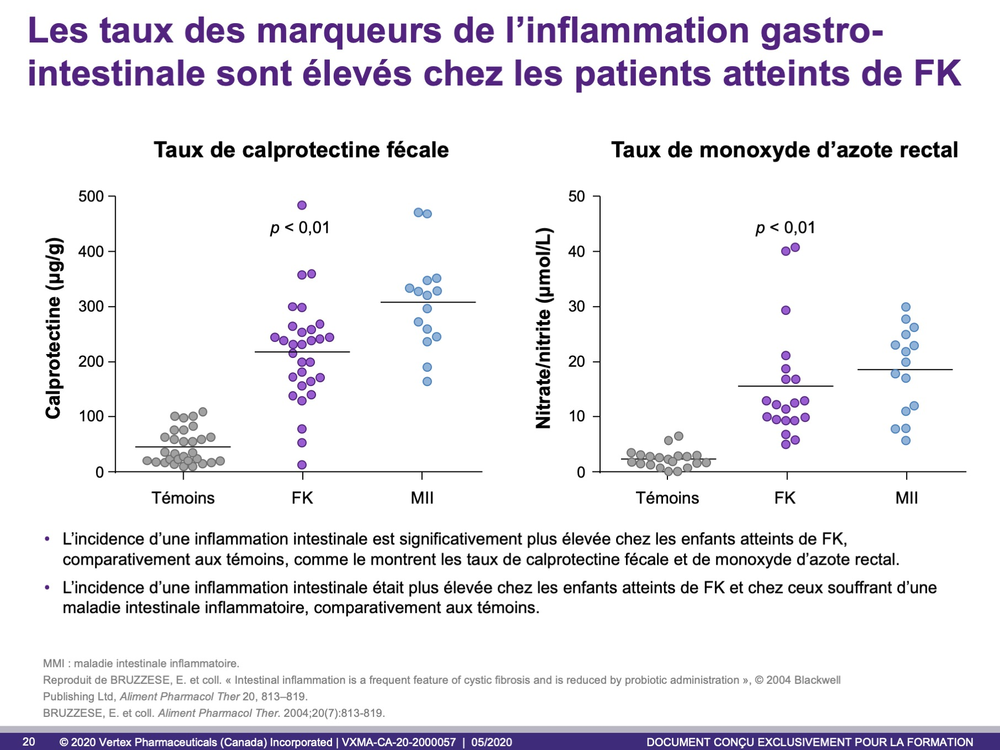 Les taux des marqueurs de l’inflammation gastro-
intestinale sont élevés chez les patients atteints de FK
Taux de calprotectine fécale
Calprotectine (µg/g)
500
400
300
200
100
0
p < 0,01
Témoins
FK
MII
Taux de monoxyde d’azote rectal
Nitrate/nitrite (µmol/L)
50
40
30
20
10
0
p < 0,01
Témoins
FK
MII
• L’incidence d’une inflammation intestinale est significativement plus élevée chez les enfants atteints de FK,
comparativement aux témoins, comme le montrent les taux de calprotectine fécale et de monoxyde d’azote rectal.
• L’incidence d’une inflammation intestinale était plus élevée chez les enfants atteints de FK et chez ceux souffrant d’une
maladie intestinale inflammatoire, comparativement aux témoins.
MMI : maladie intestinale inflammatoire.
Reproduit de BRUZZESE, E. et coll. « Intestinal inflammation is a frequent feature of cystic fibrosis and is reduced by probiotic administration », © 2004 Blackwell
Publishing Ltd, Aliment Pharmacol Ther 20, 813–819.
BRUZZESE, E. et coll. Aliment Pharmacol Ther. 2004;20(7):813-819.
20 © 2020 Vertex Pharmaceuticals (Canada) Incorporated | VXMA-CA-20-2000057 | 05/2020 DOCUMENT CONÇU EXCLUSIVEMENT POUR LA FORMATION